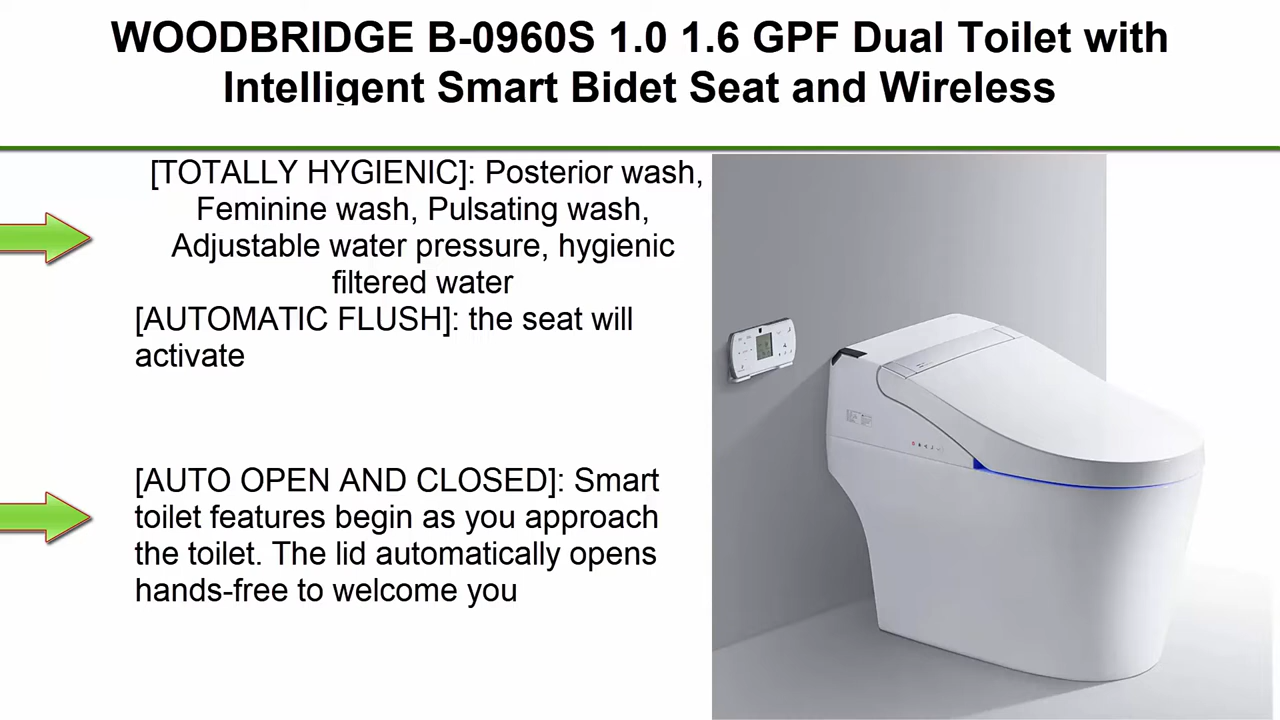 WOODBRIDGE B-0960S 1.0 1.6 GPF Dual Toilet with
Intelligent Smart Bidet Seat and Wireless
[TOTALLY HYGIENIC]: Posterior wash,
Feminine wash, Pulsating wash,
Adjustable water pressure, hygienic
filtered water
[AUTOMATIC FLUSH]: the seat will
activate
[AUTO OPEN AND CLOSED]: Smart
toilet features begin as you approach
the toilet. The lid automatically opens
hands-free to welcome you